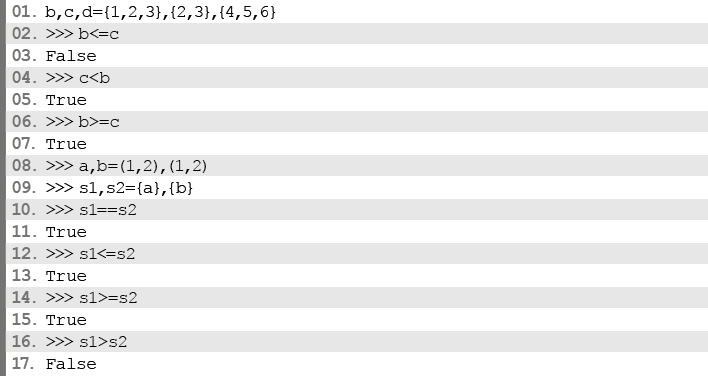 01. b,c,d={1,2,3},{2,3},{4,5,6}
02. >>> b<=c
03. False
04. >>> c<b
05. True
06. >>> b>=c
07. True
08. >>> a,b=(1,2),(1,2)
09. >>> s1,s2={a},{b}
10. >>> s1==s2
11. True
12. >>> s1<=s2
13. True
14. >>> s1>=s2
15. True
16. >>> s1>s2
17. False